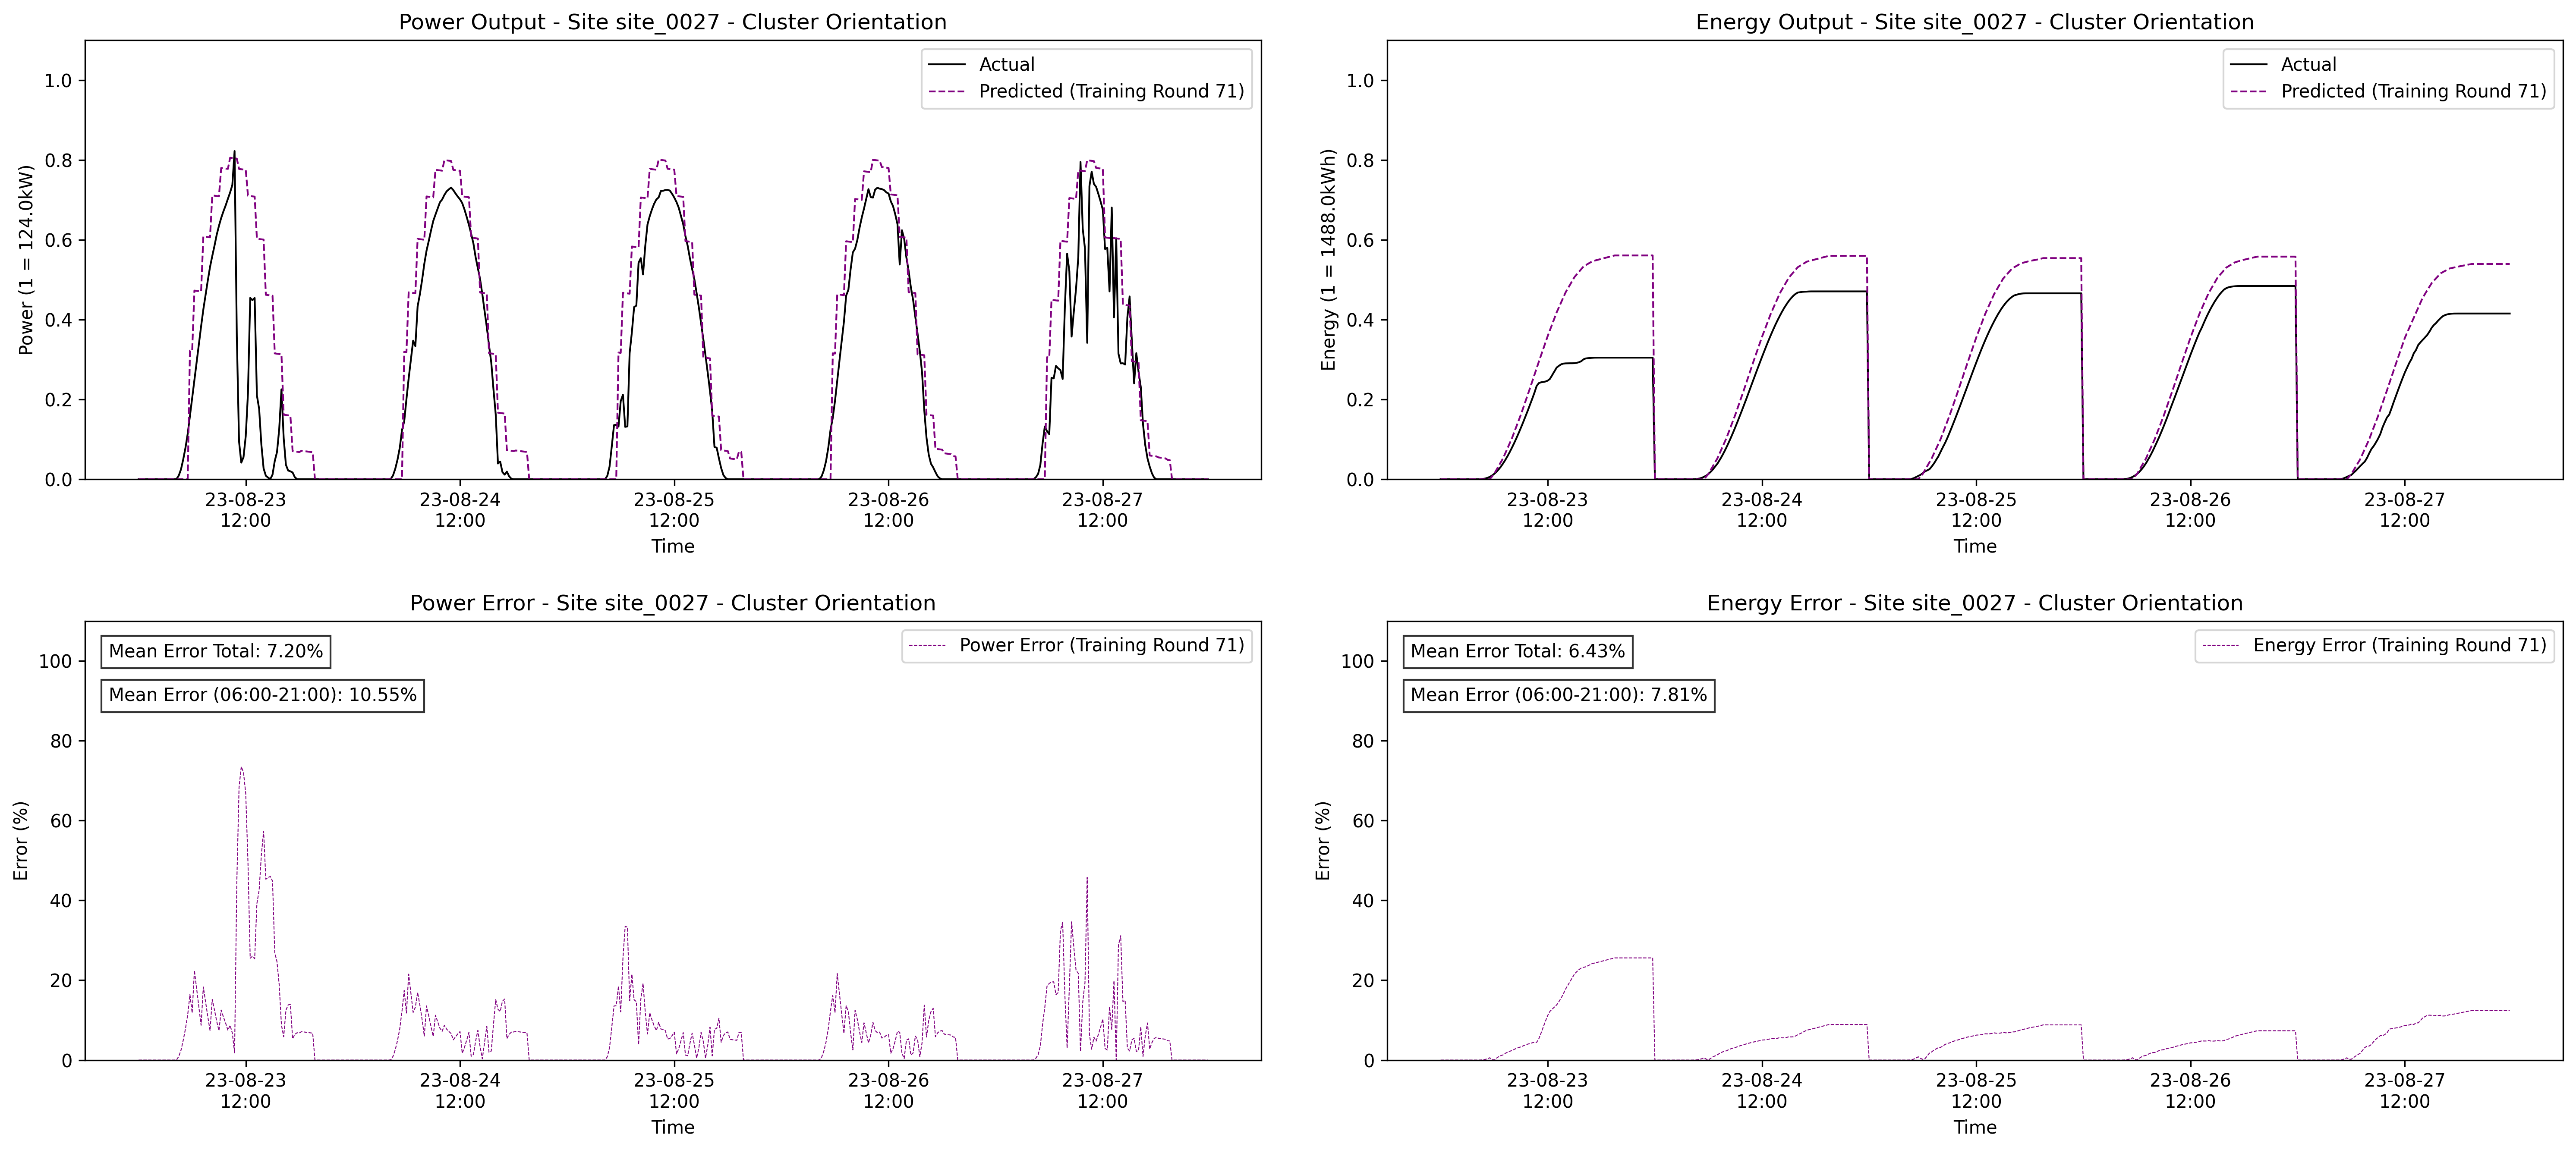 Power Output - Site site_0027 - Cluster Orientation
Actual
Predicted (Training Round 71)
Power (1 = 124.0kW)
1.0
0.8
0.6
0.4
0.2
0.0
23-08-23
12:00
23-08-24
12:00
23-08-25
12:00
23-08-26
12:00
23-08-27
12:00
Time
Energy Output - Site site_0027 - Cluster Orientation
Actual
Predicted (Training Round 71)
Energy (1 = 1488.0kWh)
1.0
0.8
0.6
0.4
0.2
0.0
23-08-23
12:00
23-08-24
12:00
23-08-25
12:00
23-08-26
12:00
23-08-27
12:00
Time
Power Error - Site site_0027 - Cluster Orientation
Mean Error Total: 7.20%
Mean Error (06:00-21:00): 10.55%
Power Error (Training Round 71)
Error (%)
100
80
60
40
20
0
23-08-23
12:00
23-08-24
12:00
23-08-25
12:00
23-08-26
12:00
23-08-27
12:00
Time
Energy Error - Site site_0027 - Cluster Orientation
Mean Error Total: 6.43%
Mean Error (06:00-21:00): 7.81%
Energy Error (Training Round 71)
Error (%)
100
80
60
40
20
0
23-08-23
12:00
23-08-24
12:00
23-08-25
12:00
23-08-26
12:00
23-08-27
12:00
Time